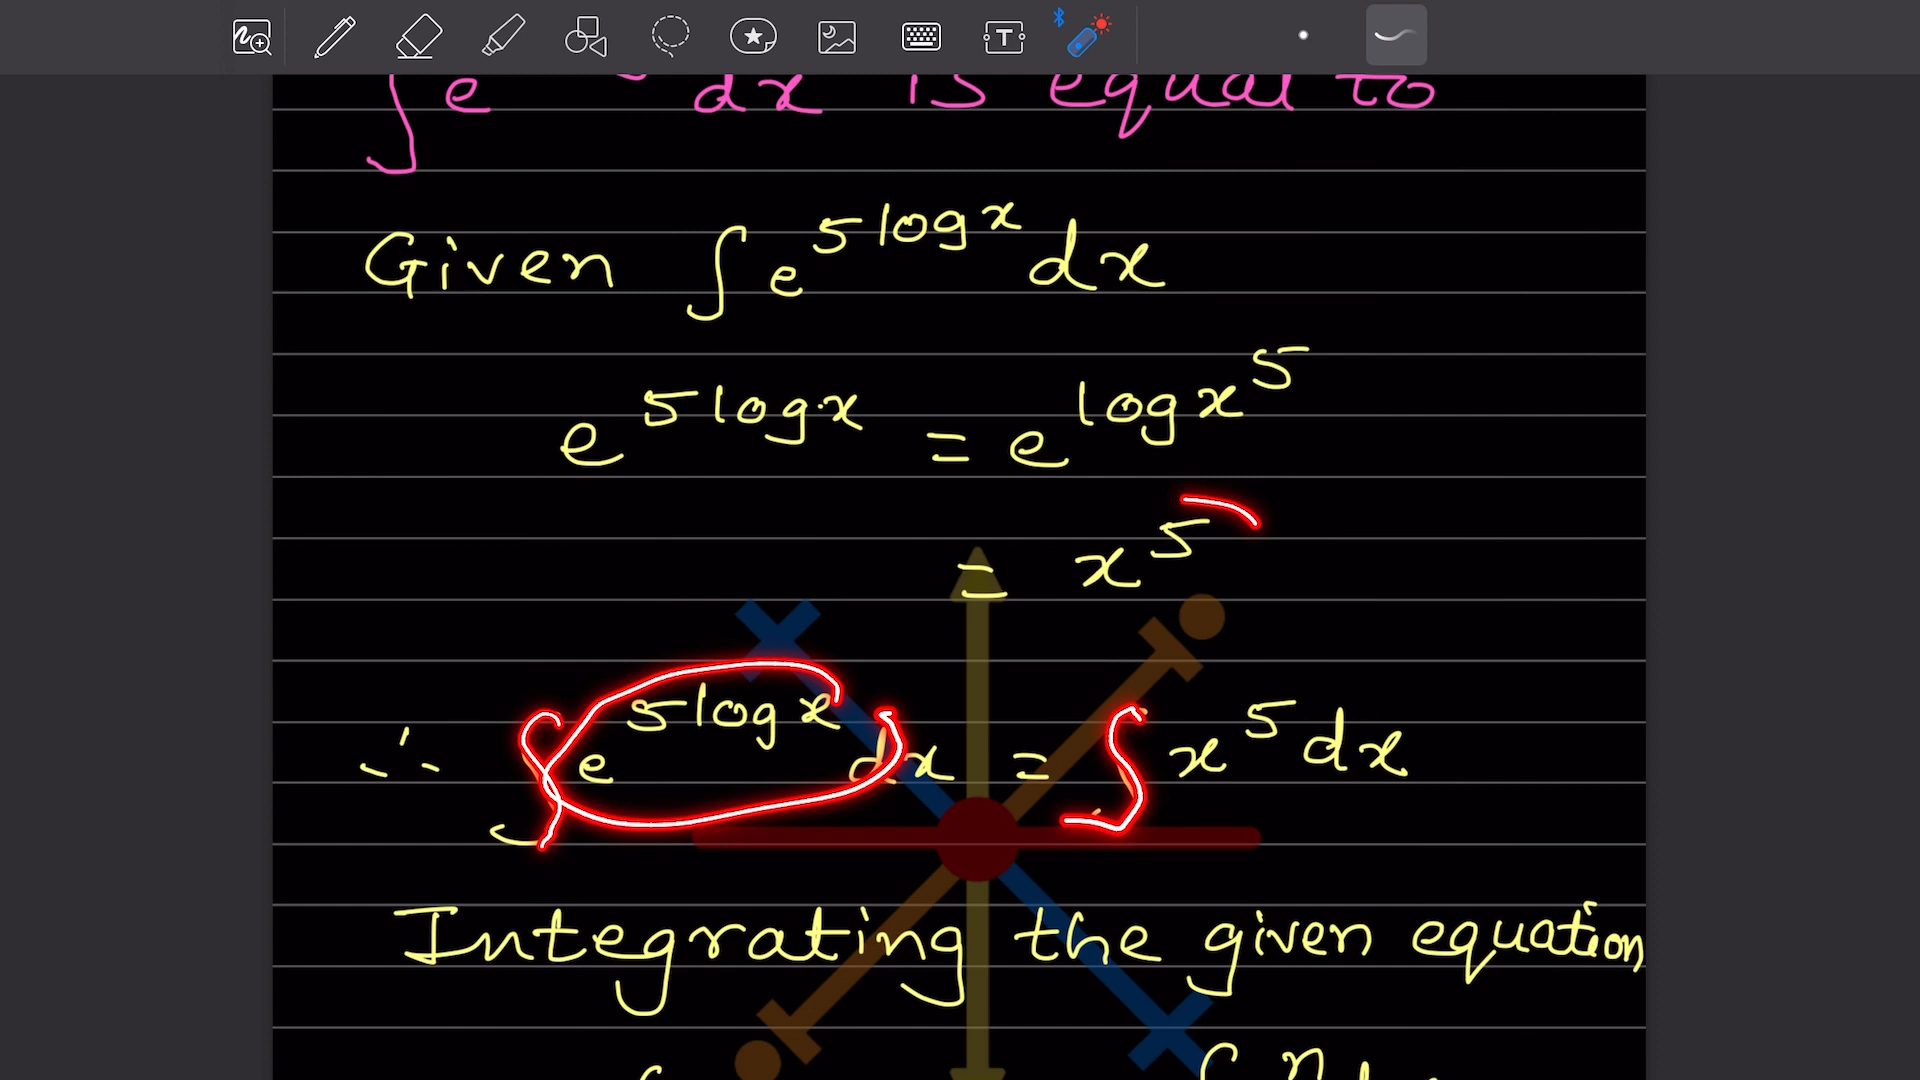 ∫e dx is equal to
Given ∫e^{5 log x} dx
e^{5 log x} = e^{log x^5}
= x^5
∴ ∫e^{5 log x} dx = ∫x^5 dx
Integrating the given equation